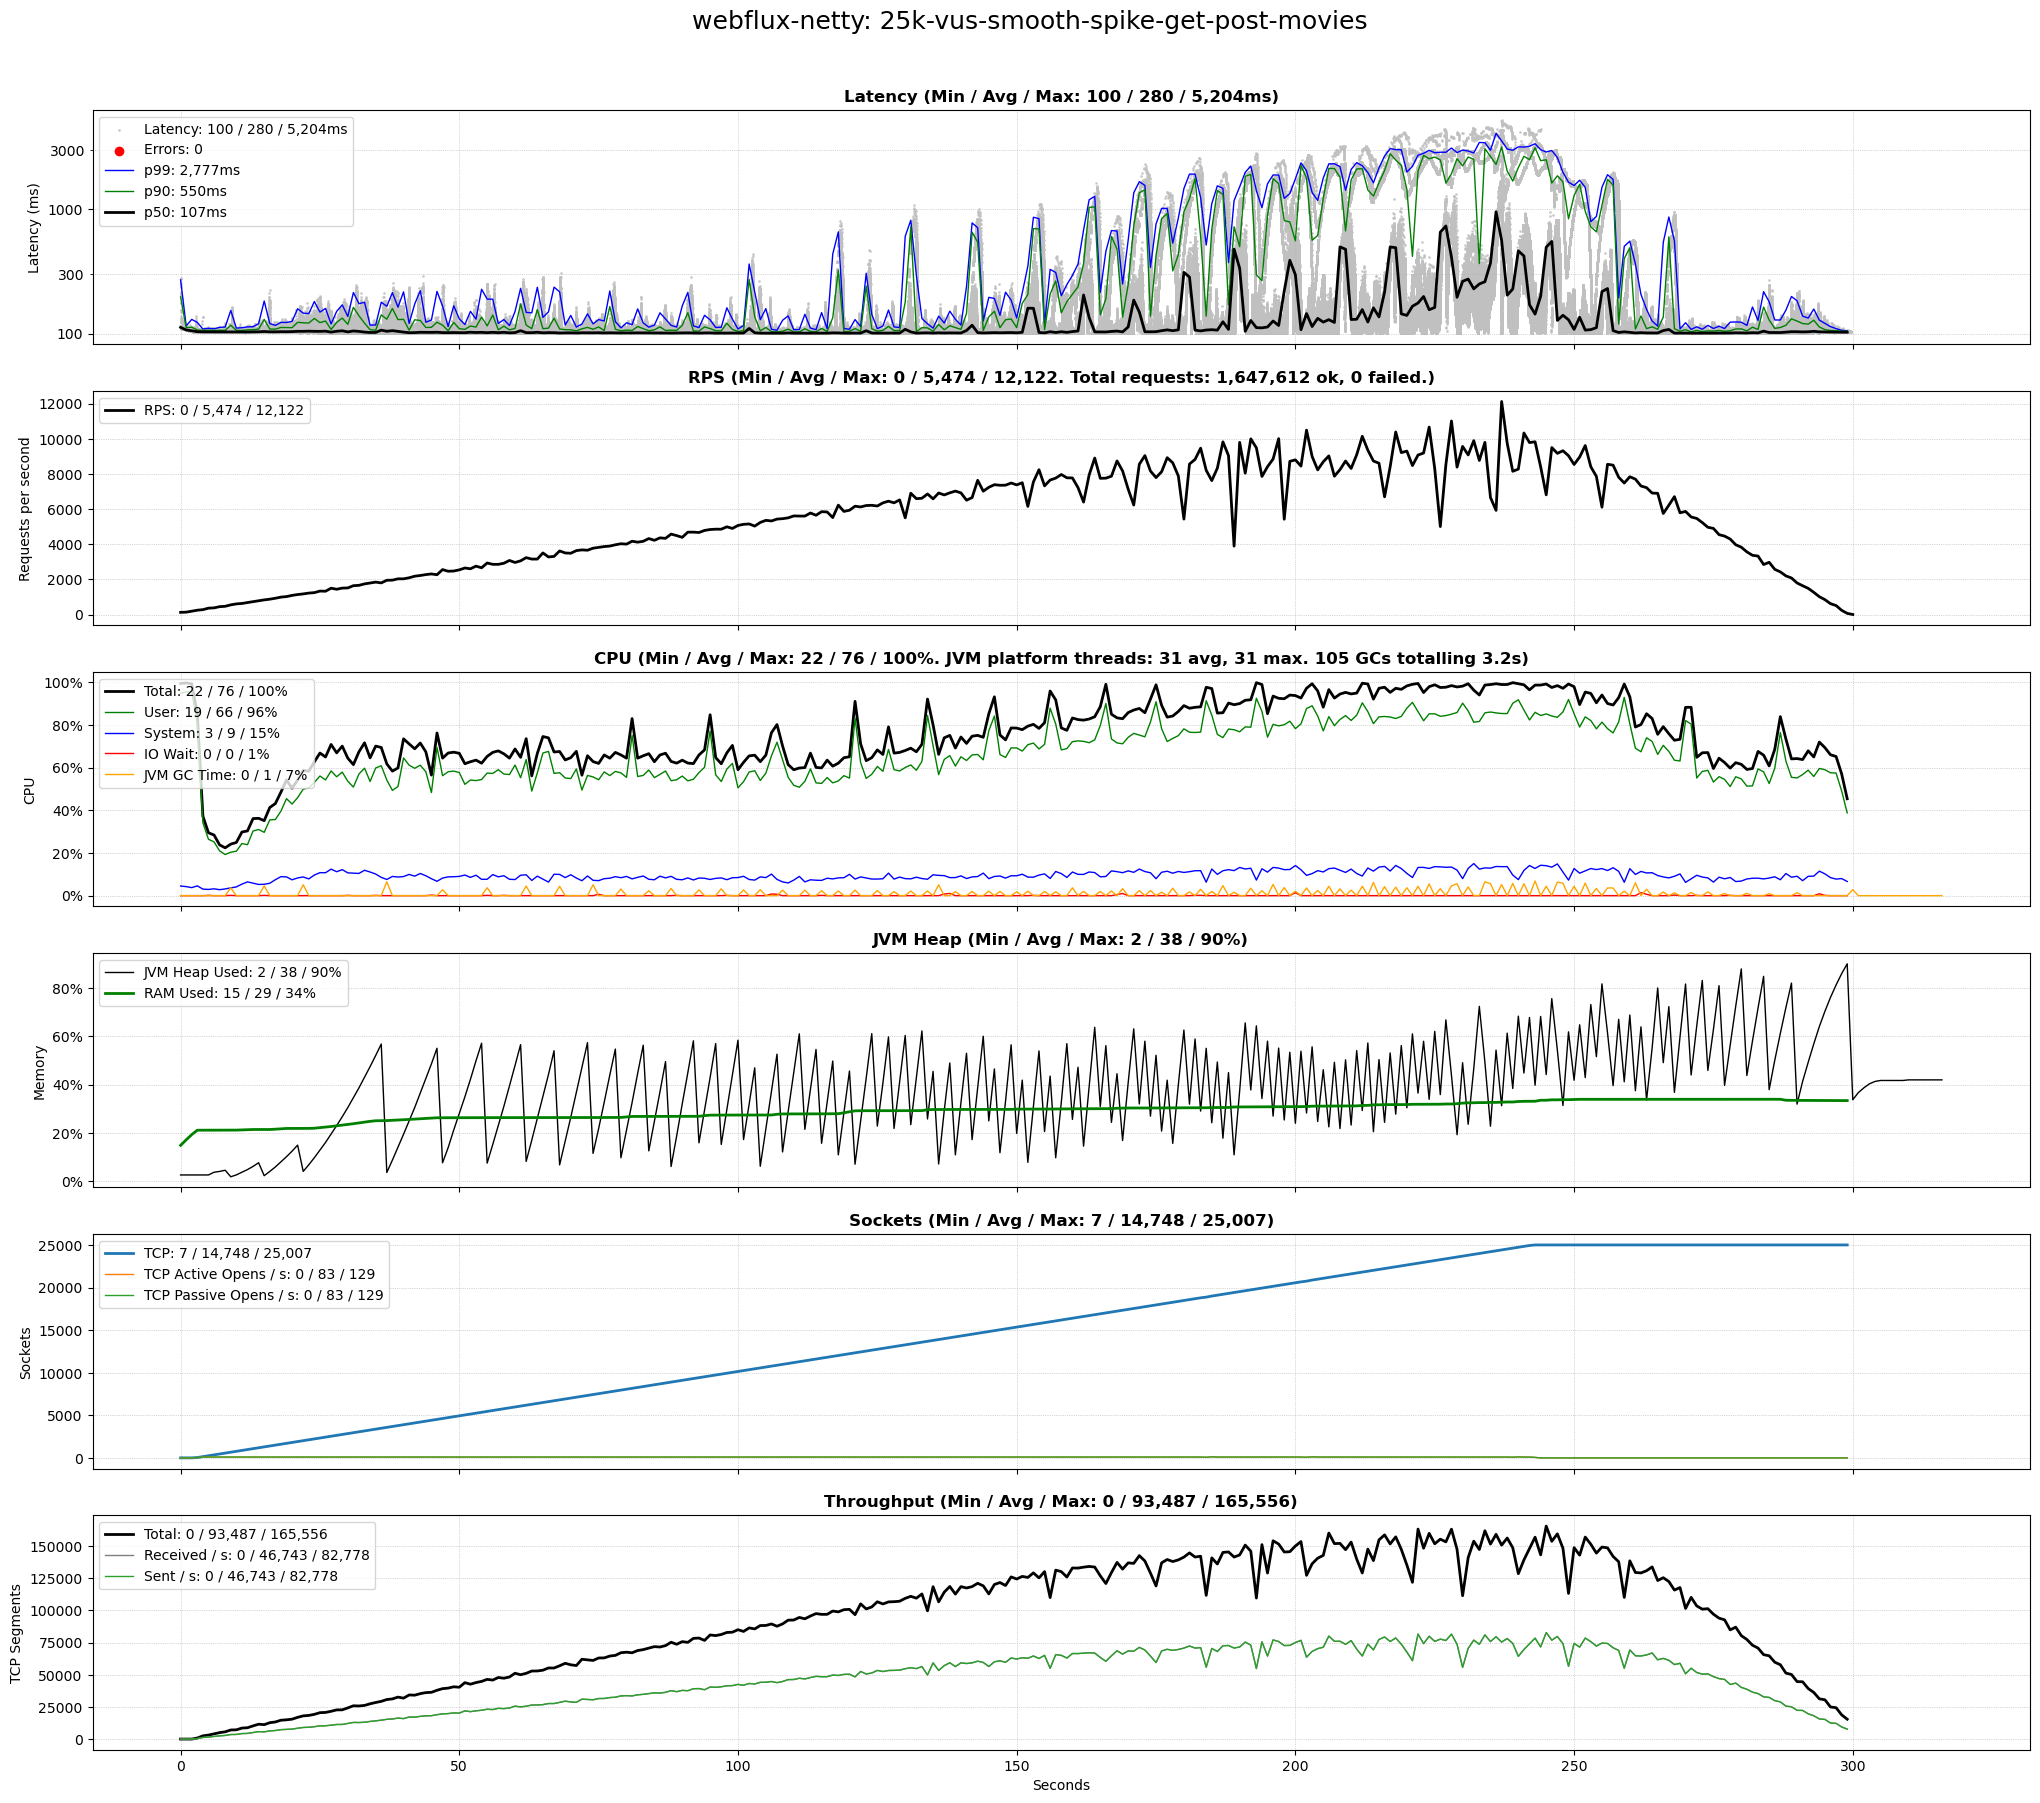 webflux-netty: 25k-vus-smooth-spike-get-post-movies
Latency (Min / Avg / Max: 100 / 280 / 5,204ms)
Latency (ms)
3000
1000
300
100
Latency: 100 / 280 / 5,204ms
Errors: 0
p99: 2,777ms
p90: 550ms
p50: 107ms
RPS (Min / Avg / Max: 0 / 5,474 / 12,122. Total requests: 1,647,612 ok, 0 failed.)
Requests per second
12000
10000
8000
6000
4000
2000
0
RPS: 0 / 5,474 / 12,122
CPU (Min / Avg / Max: 22 / 76 / 100%. JVM platform threads: 31 avg, 31 max. 105 GCs totalling 3.2s)
CPU
100%
80%
60%
40%
20%
0%
Total: 22 / 76 / 100%
User: 19 / 66 / 96%
System: 3 / 9 / 15%
IO Wait: 0 / 0 / 1%
JVM GC Time: 0 / 1 / 7%
JVM Heap (Min / Avg / Max: 2 / 38 / 90%)
Memory
80%
60%
40%
20%
0%
JVM Heap Used: 2 / 38 / 90%
RAM Used: 15 / 29 / 34%
Sockets (Min / Avg / Max: 7 / 14,748 / 25,007)
Sockets
25000
20000
15000
10000
5000
0
TCP: 7 / 14,748 / 25,007
TCP Active Opens / s: 0 / 83 / 129
TCP Passive Opens / s: 0 / 83 / 129
Throughput (Min / Avg / Max: 0 / 93,487 / 165,556)
TCP Segments
150000
125000
100000
75000
50000
25000
0
Total: 0 / 93,487 / 165,556
Received / s: 0 / 46,743 / 82,778
Sent / s: 0 / 46,743 / 82,778
0 50 100 150 200 250 300
Seconds